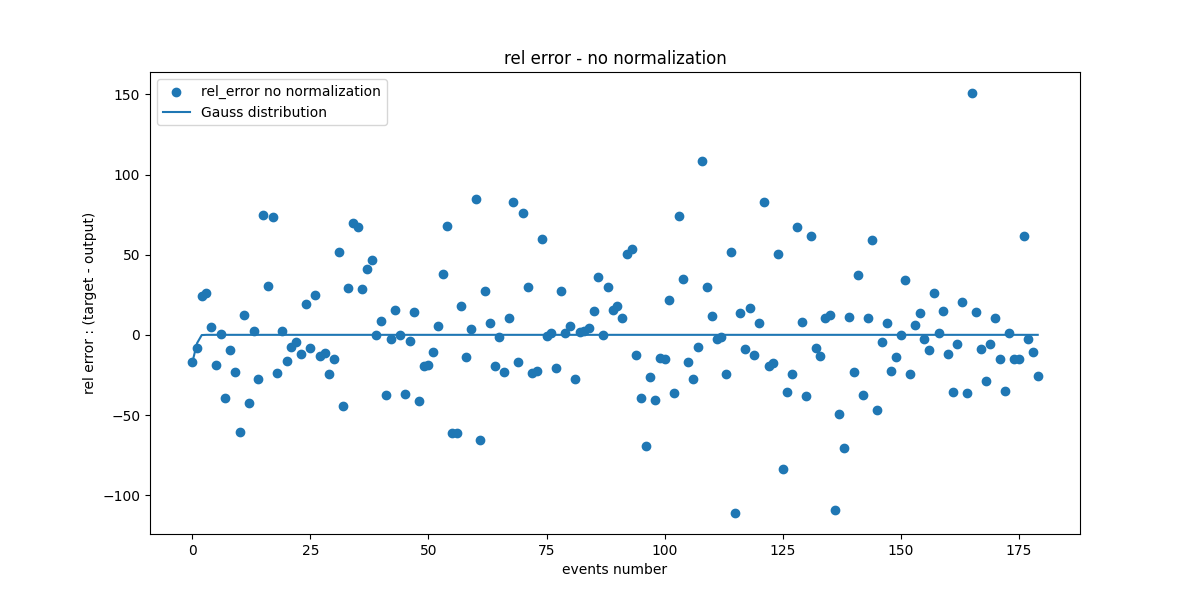 rel error - no normalization
rel_error no normalization
Gauss distribution
rel error : (target - output)
150
100
50
0
−50
−100
0 25 50 75 100 125 150 175
events number